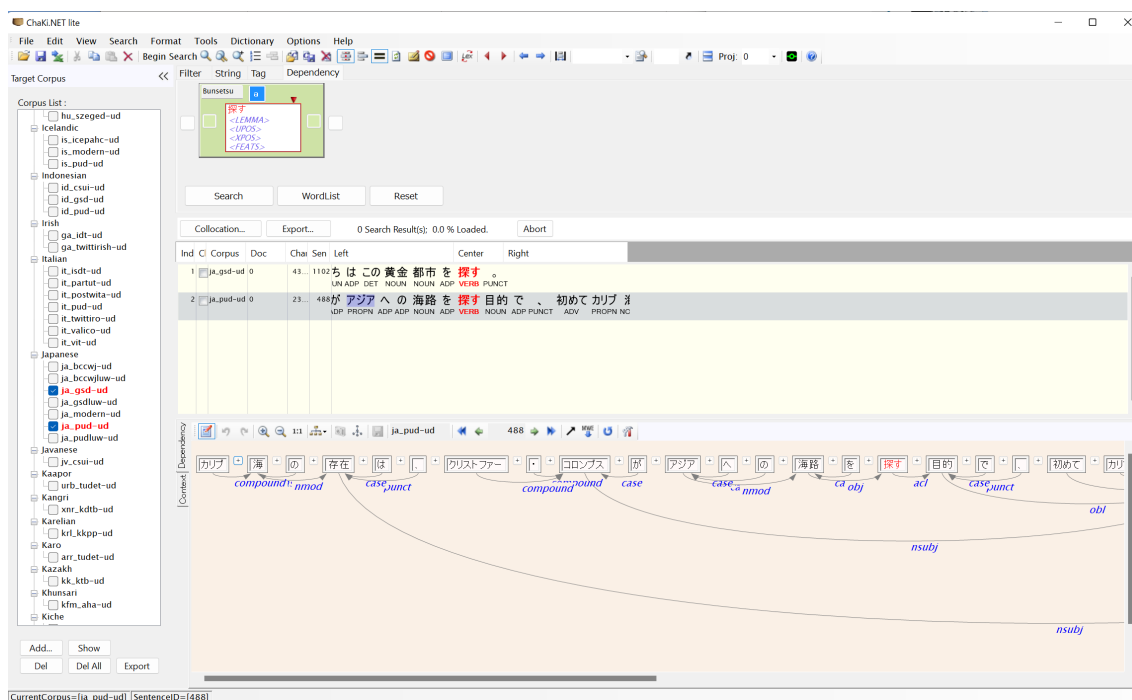 ChaKi.NET lite
File Edit View Search Format Tools Dictionary Options Help
Begin Search Proj: 0
Target Corpus
Filter String Tag Dependency
Corpus List :
hu_szeged-ud
Icelandic
is_icepahc-ud
is_modern-ud
is_pud-ud
Indonesian
id_csui-ud
id_gsd-ud
id_pud-ud
Irish
ga_idt-ud
ga_twittirish-ud
Italian
it_isdt-ud
it_partut-ud
it_postwita-ud
it_pud-ud
it_twittiro-ud
it_valico-ud
it_vit-ud
Japanese
ja_bccwj-ud
ja_bccwjluw-ud
ja_gsd-ud
ja_gsdluw-ud
ja_modern-ud
ja_pud-ud
ja_pudluw-ud
Javanese
jv_csui-ud
Kaapor
urb_tudet-ud
Kangri
xnr_kdtb-ud
Karelian
krl_kkpp-ud
Karo
arr_tudet-ud
Kazakh
kk_ktb-ud
Khunsari
kfm_aha-ud
Kiche
Add... Show
Del Del All Export
Bunsetsu a
探す
<LEMMA>
<UPOS>
<XPOS>
<FEATS>
Search WordList Reset
Collocation... Export... 0 Search Result(s); 0.0 % Loaded. Abort
Ind C Corpus Doc Chai Sen Left Center Right
1 ja_gsd-ud 0 43... 1102 ち は この 黄金 都市 を 探す 。
UN ADP DET NOUN NOUN ADP VERB PUNCT
2 ja_pud-ud 0 23... 488 が アジア へ の 海路 を 探す 目的 で 、 初めて カリブ
ADP PROPN ADP ADP NOUN ADP VERB NOUN ADP PUNCT ADV PROPN NO
Context Dependency
1:1 ja_pud-ud 488
カリブ 海 の 存在 は 、 クリストファー ・ コロンブス が アジア へ の 海路 を 探す 目的 で 、 初めて カリ
compound nmod case punct compound compound case case nmod ca obj acl case punct
obl
nsubj
nsubj
CurrentCorpus=[ja_pud-ud] SentenceID=[488]